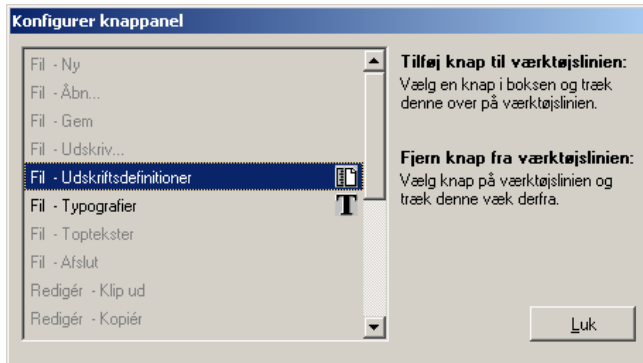 Konfigurer knappanel
Fil - Ny
Fil - Åbn...
Fil - Gem
Fil - Udskriv...
Fil - Udskriftsdefinitioner
Fil - Typografier
Fil - Toptekster
Fil - Afslut
Redigér - Klip ud
Redigér - Kopiér
Tilføj knap til værktøjslinien:
Vælg en knap i boksen og træk
denne over på værktøjslinien.
Fjern knap fra værktøjslinien:
Vælg knap på værktøjslinien og
træk denne væk derfra.
Luk